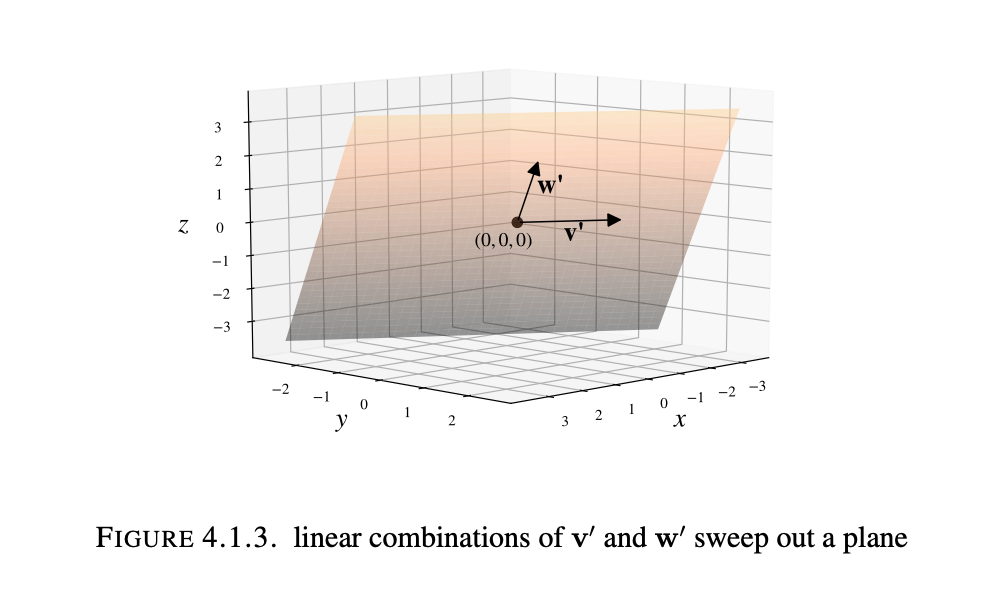 3
2
1
z 0
−1
−2
−3
w'
v'
(0, 0, 0)
−2 −1 0 1 2
y
3 2 1 0 −1 −2 −3
x
FIGURE 4.1.3. linear combinations of v′ and w′ sweep out a plane